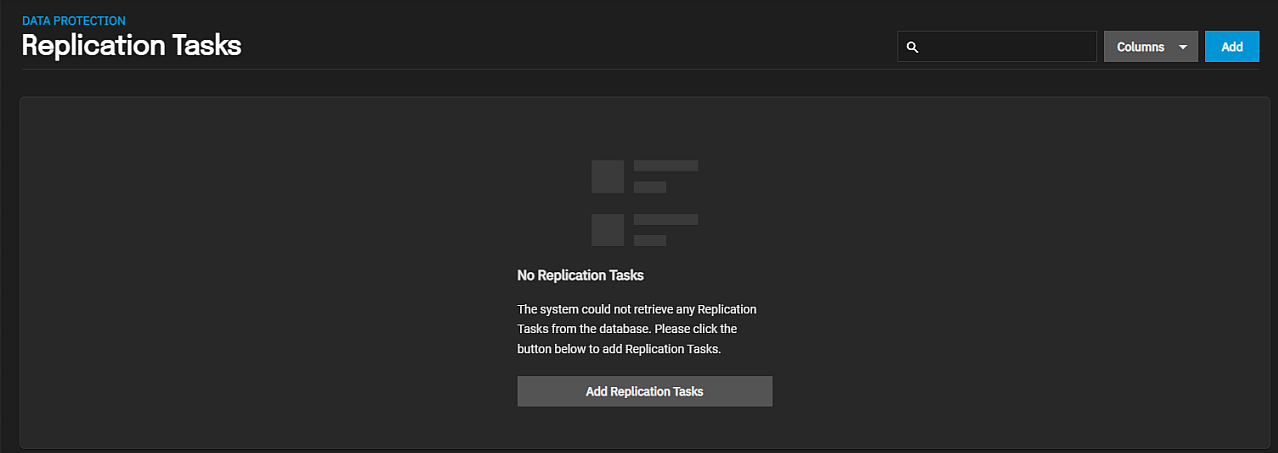 DATA PROTECTION
Replication Tasks
Columns
Add
No Replication Tasks
The system could not retrieve any Replication
Tasks from the database. Please click the
button below to add Replication Tasks.
Add Replication Tasks